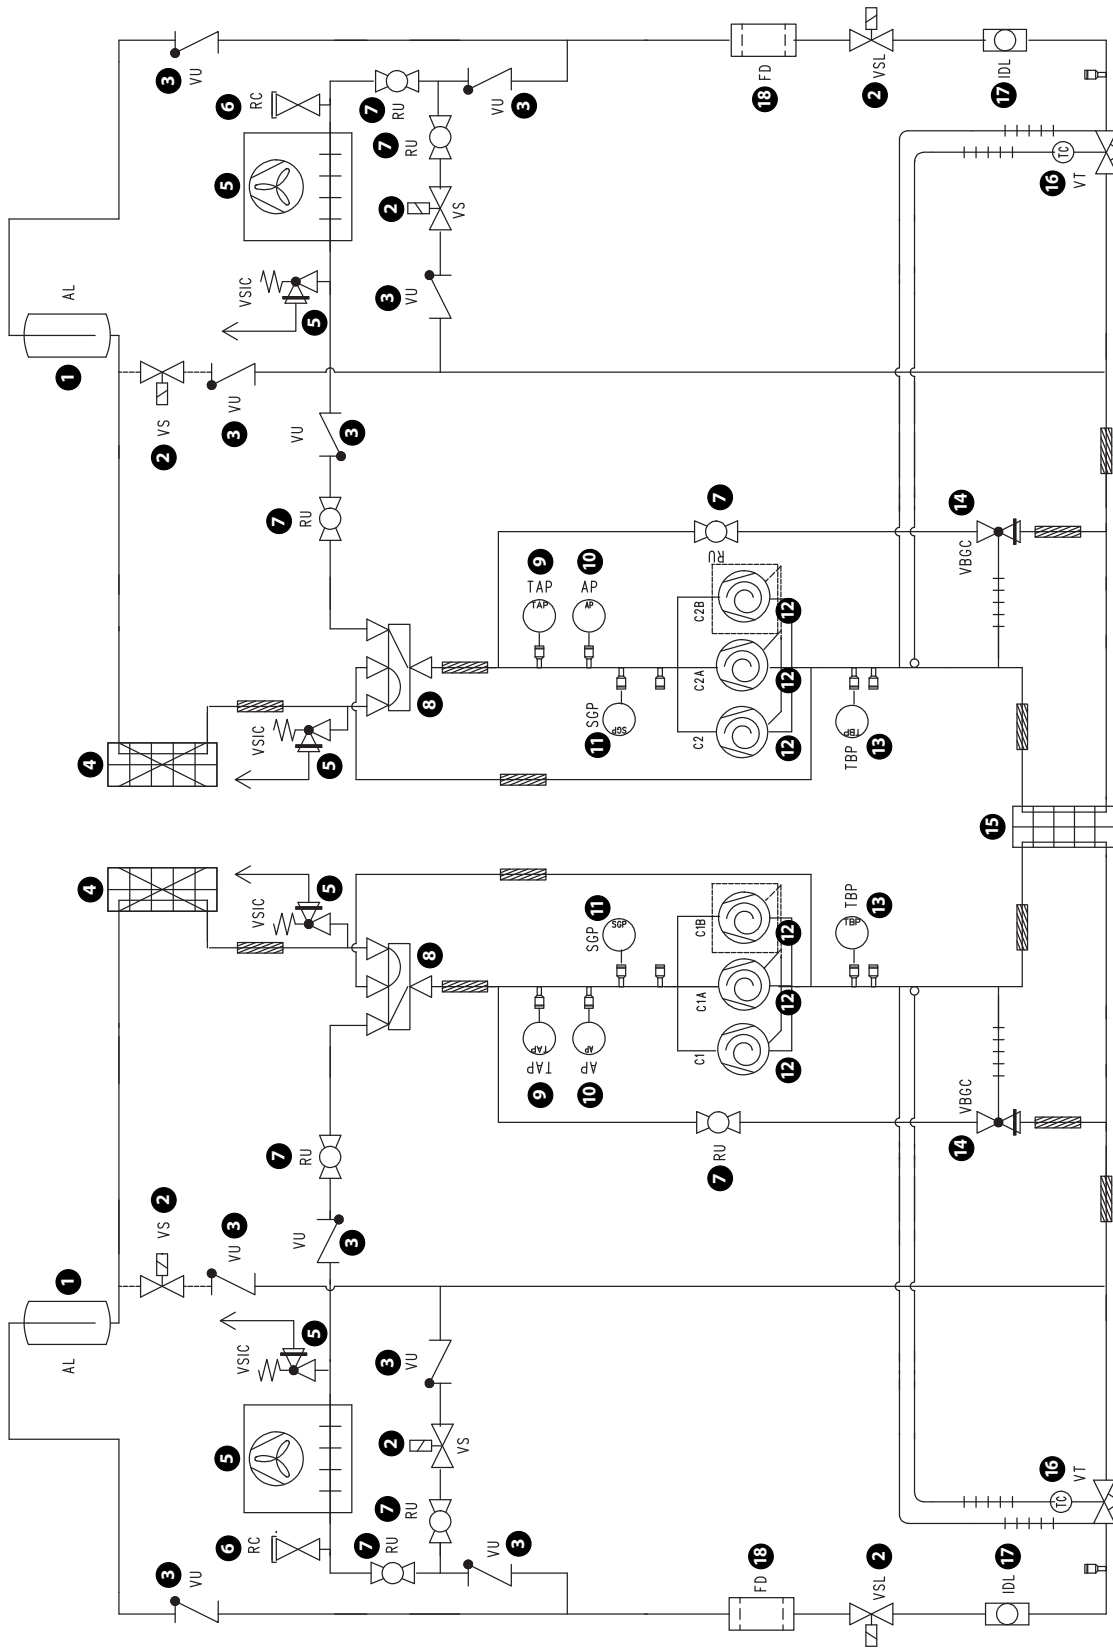 AL
1
1
AL
4
4
3
VU
VS
2
2
VS
3
VU
6
RC
5
VU
3
3
VU
5
6
RC
VSIC
5
VSIC
5
VSIC
5
VSIC
5
VU
3
7
RU
7
RU
VU
3
7
RU
7
RU
2
VS
3
VU
8
8
3
VU
2
VS
7
RU
7
RU
VU
3
VU
3
TAP
9
TAP
TAP
9
TAP
AP
10
AP
AP
10
AP
SGP
11
SGP
SGP
11
SGP
7
RU
C1
12
C1A
12
C1B
12
C2
12
C2A
12
C2B
12
7
RU
FD
18
18
FD
TBP
13
TBP
TBP
13
TBP
VSL
2
2
VSL
14
VBGC
VBGC
14
IDL
17
15
17
IDL
TC
16
VT
TC
16
VT